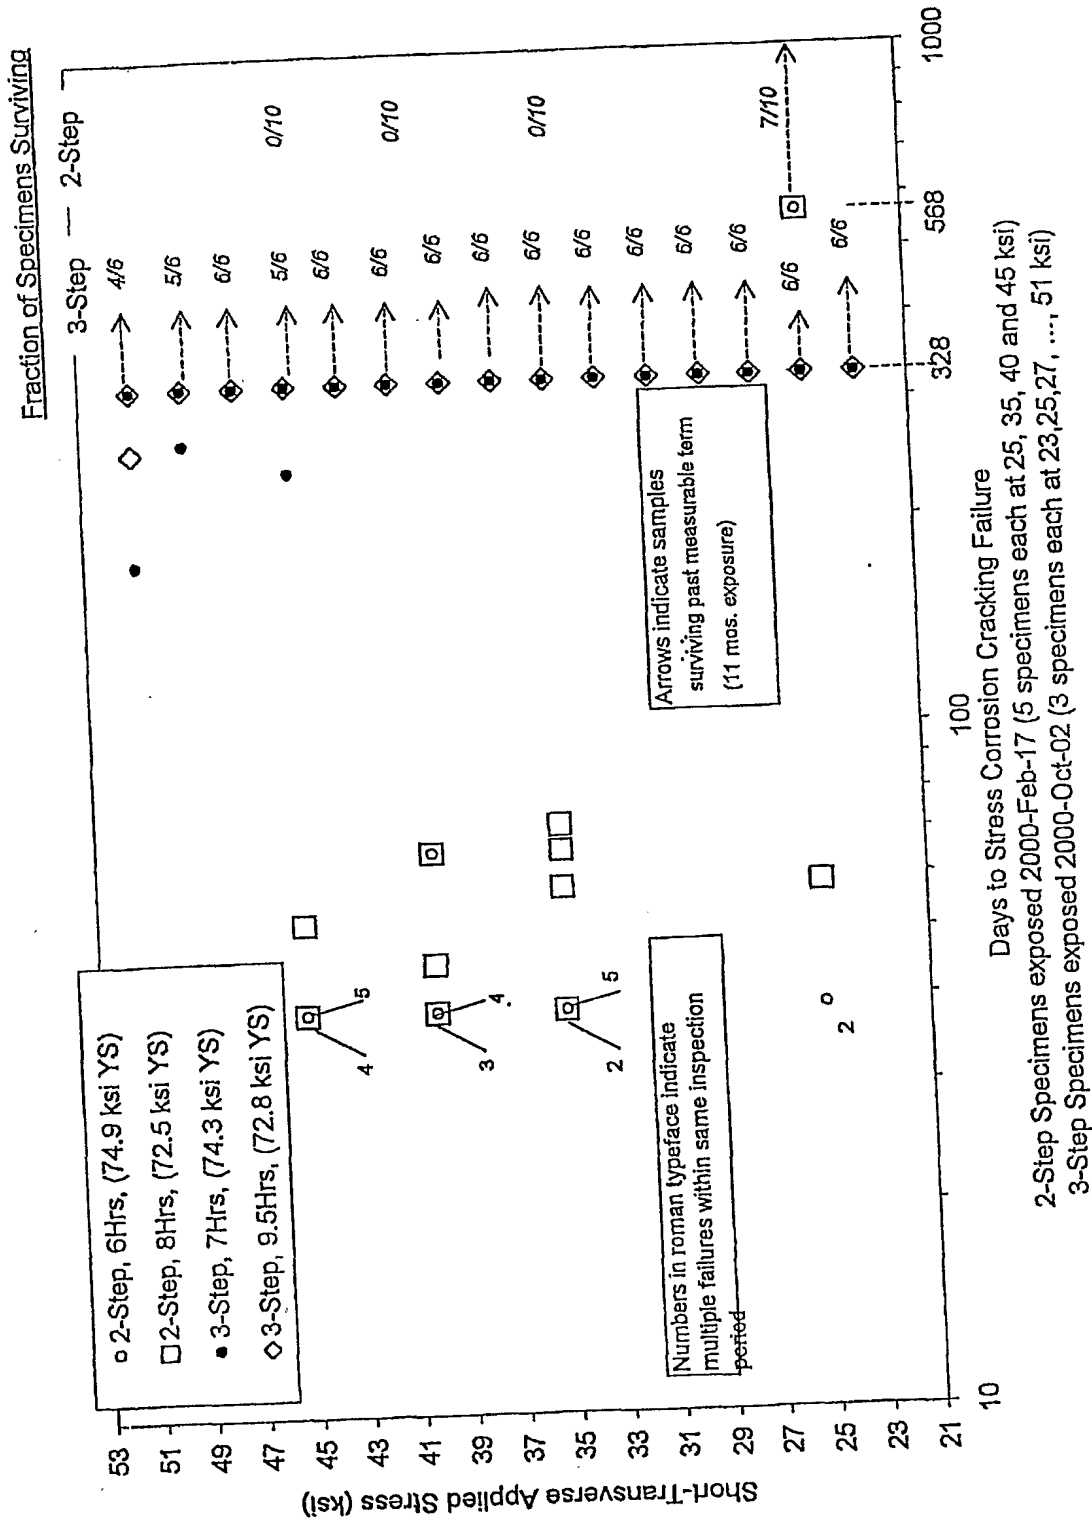 Fraction of Specimens Surviving
3-Step — 2-Step
4/6
5/6
6/6
5/6 0/10
6/6
6/6 0/10
6/6
6/6
6/6 0/10
6/6
6/6
6/6
6/6
6/6 7/10
6/6
o 2-Step, 6Hrs, (74.9 ksi YS)
□ 2-Step, 8Hrs, (72.5 ksi YS)
● 3-Step, 7Hrs, (74.3 ksi YS)
◇ 3-Step, 9.5Hrs, (72.8 ksi YS)
4 5
3 4
2 5
2
Numbers in roman typeface indicate
multiple failures within same inspection
period
Arrows indicate samples
surviving past measurable term
(11 mos. exposure)
Short-Transverse Applied Stress (ksi)
53
51
49
47
45
43
41
39
37
35
33
31
29
27
25
23
21
10 100 328 568 1000
Days to Stress Corrosion Cracking Failure
2-Step Specimens exposed 2000-Feb-17 (5 specimens each at 25, 35, 40 and 45 ksi)
3-Step Specimens exposed 2000-Oct-02 (3 specimens each at 23,25,27, ..., 51 ksi)